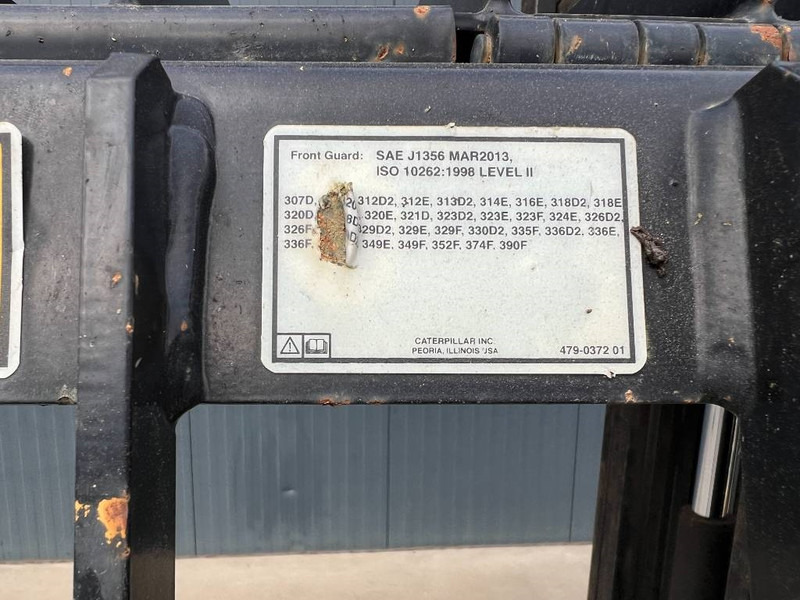 Front Guard: SAE J1356 MAR2013,
ISO 10262:1998 LEVEL II
307D, 312D2, 312E, 313D2, 314E, 316E, 318D2, 318E
320D 320E, 321D, 323D2, 323E, 323F, 324E, 326D2,
326F 329D2, 329E, 329F, 330D2, 335F, 336D2, 336E,
336F 349E, 349F, 352F, 374F, 390F
CATERPILLAR INC.
PEORIA, ILLINOIS USA
479-0372 01